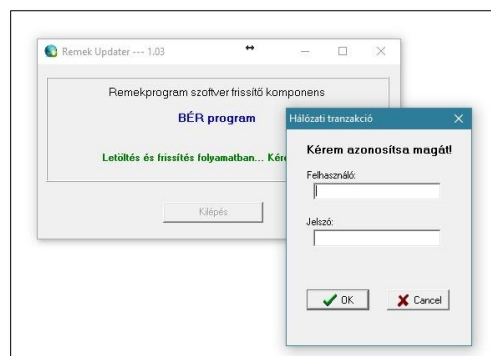 Remek Updater --- 1.03
Remekprogram szoftver frissítő komponens
BÉR program
Letöltés és frissítés folyamatban... Kére
Kilépés
Hálózati tranzakció
Kérem azonosítsa magát!
Felhasználó:
Jelszó:
OK
Cancel